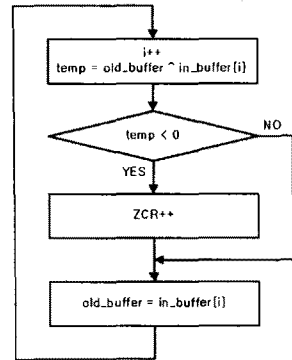 i++
temp = old_buffer ^ in_buffer{i}
temp < 0
NO
YES
ZCR++
old_buffer = in_buffer{i}